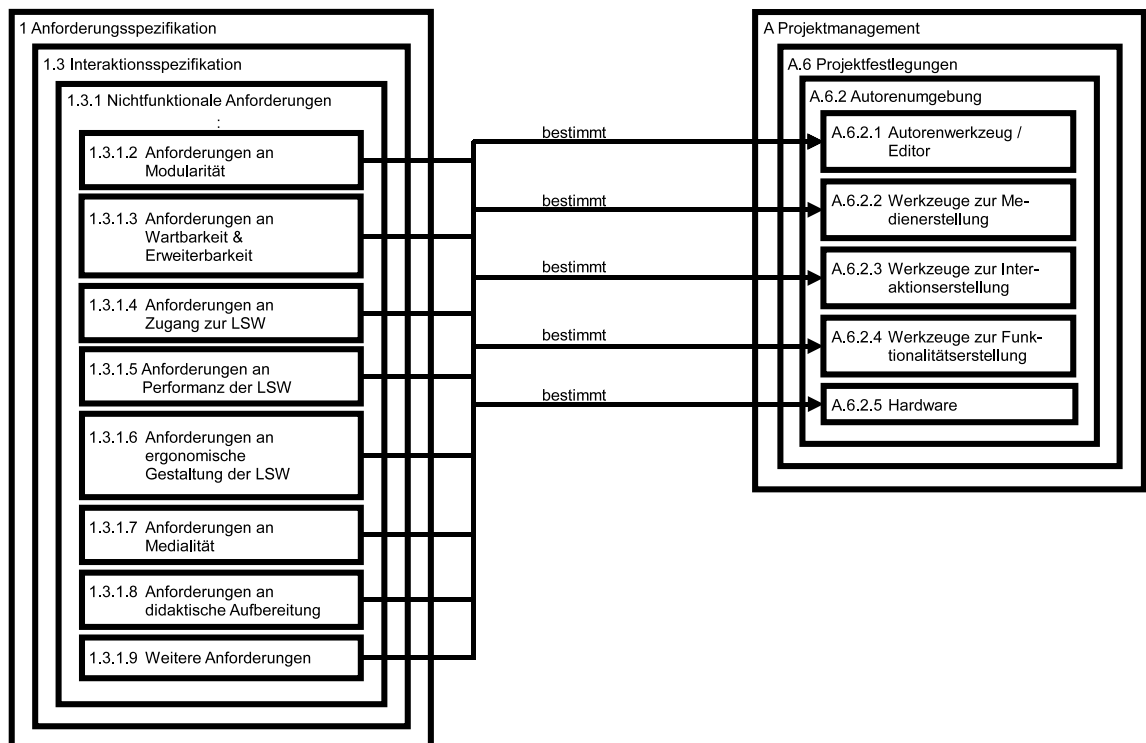 1 Anforderungsspezifikation
1.3 Interaktionsspezifikation
1.3.1 Nichtfunktionale Anforderungen
:
1.3.1.2 Anforderungen an
Modularität
1.3.1.3 Anforderungen an
Wartbarkeit &
Erweiterbarkeit
1.3.1.4 Anforderungen an
Zugang zur LSW
1.3.1.5 Anforderungen an
Performanz der LSW
1.3.1.6 Anforderungen an
ergonomische
Gestaltung der LSW
1.3.1.7 Anforderungen an
Medialität
1.3.1.8 Anforderungen an
didaktische Aufbereitung
1.3.1.9 Weitere Anforderungen
bestimmt
bestimmt
bestimmt
bestimmt
bestimmt
A Projektmanagement
A.6 Projektfestlegungen
A.6.2 Autorenumgebung
A.6.2.1 Autorenwerkzeug /
Editor
A.6.2.2 Werkzeuge zur Me-
dienerstellung
A.6.2.3 Werkzeuge zur Inter-
aktionserstellung
A.6.2.4 Werkzeuge zur Funk-
tionalitätserstellung
A.6.2.5 Hardware